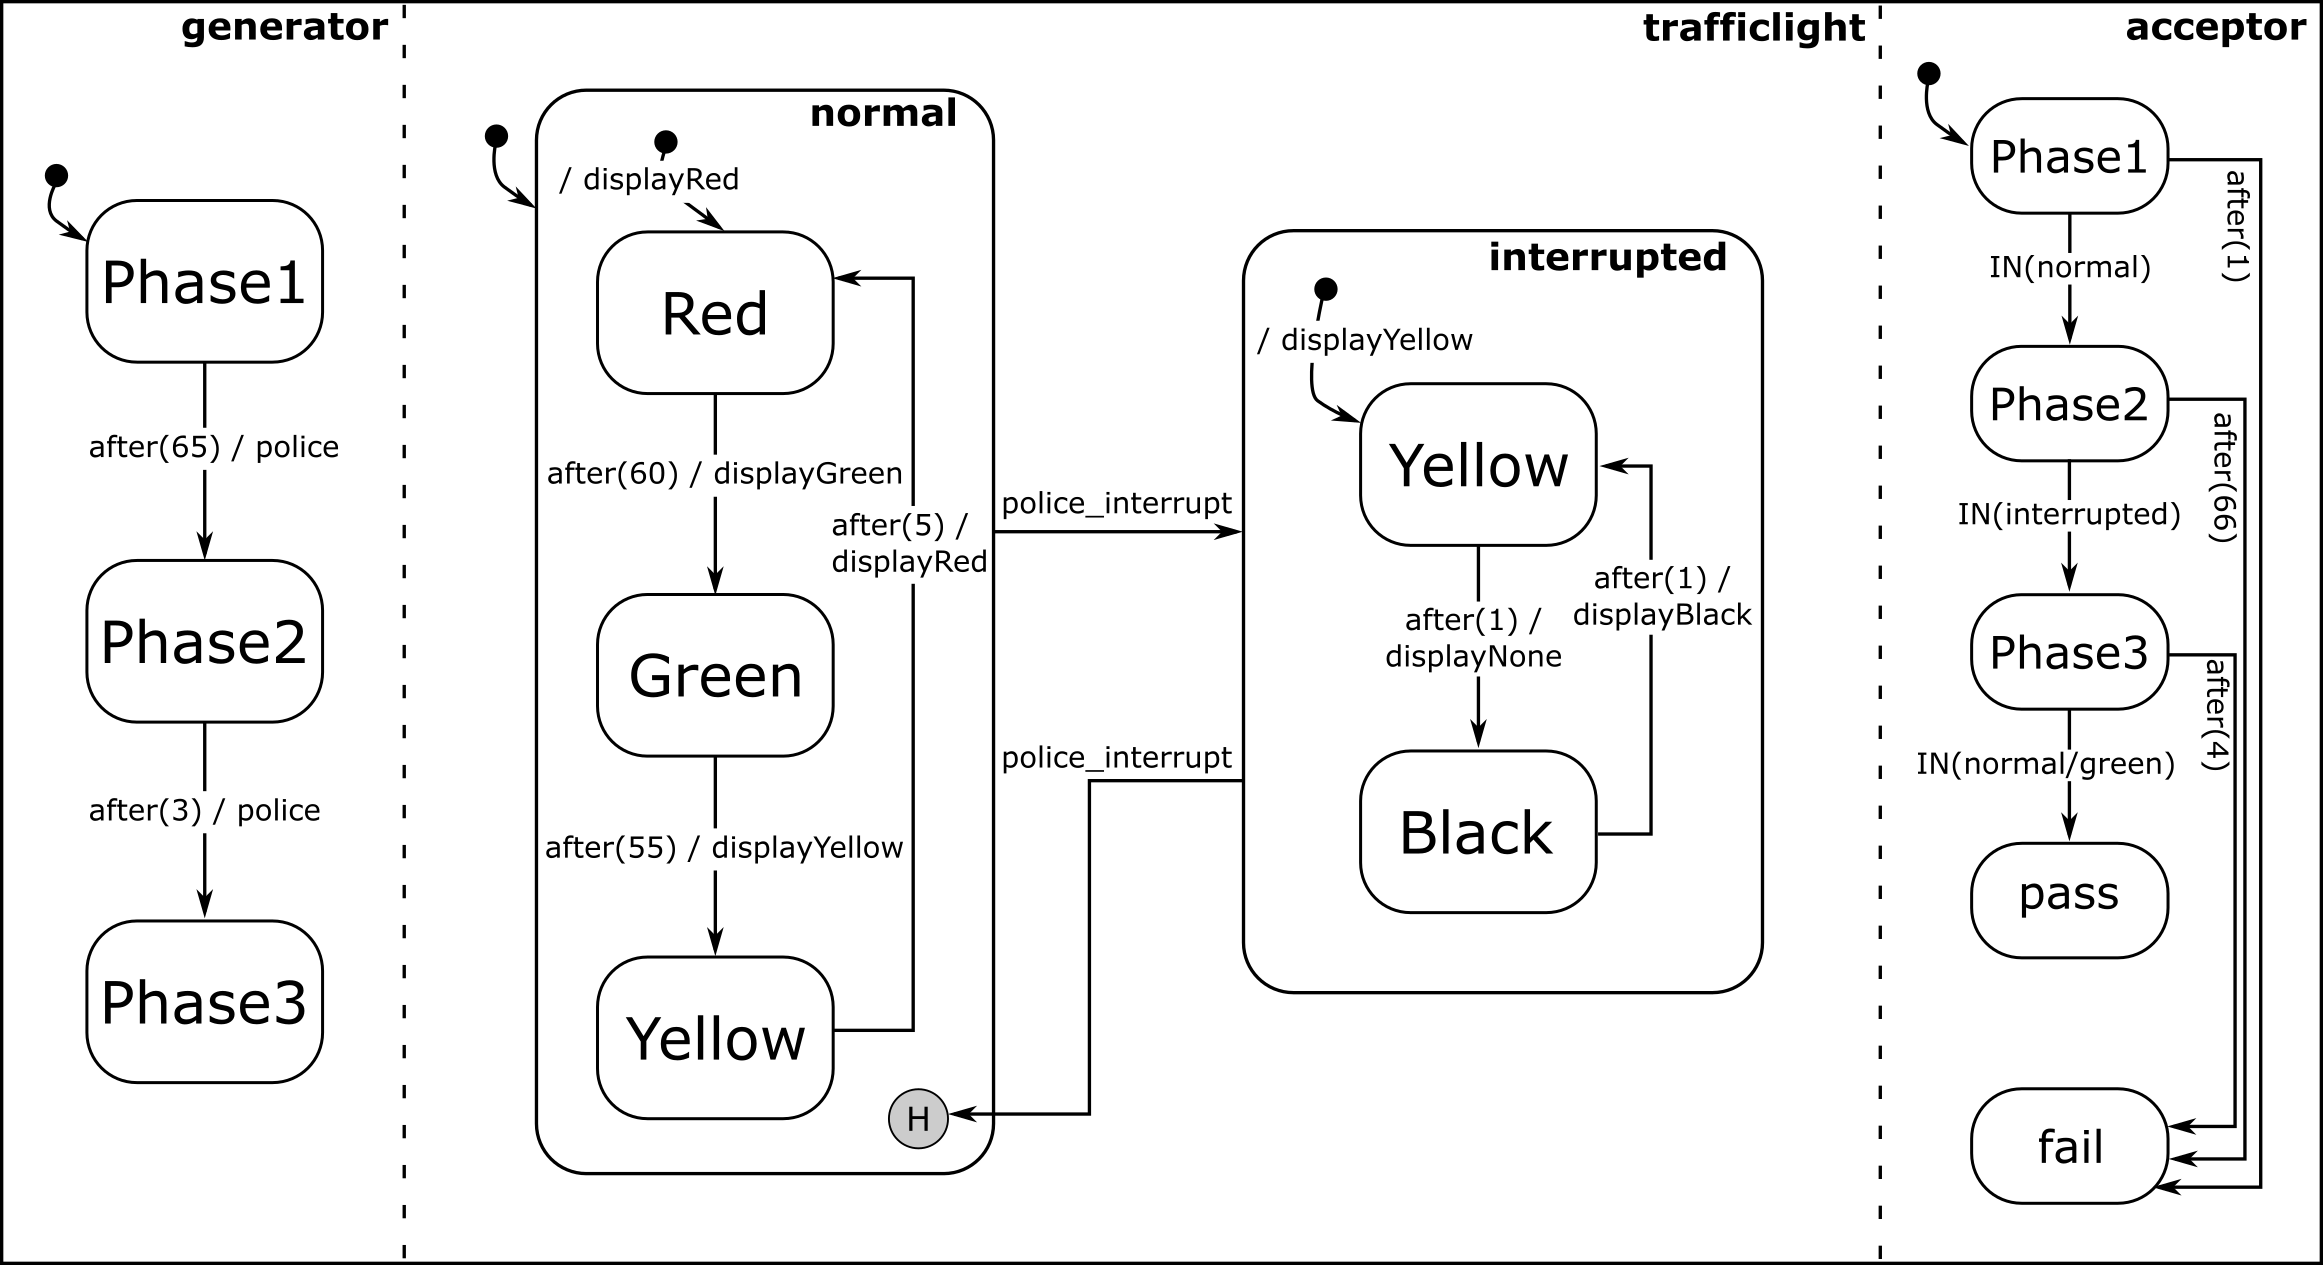 generator
Phase1
after(65) / police
Phase2
after(3) / police
Phase3
trafficlight
normal
/ displayRed
Red
after(60) / displayGreen
after(5) /
displayRed
Green
after(55) / displayYellow
Yellow
H
police_interrupt
police_interrupt
interrupted
/ displayYellow
Yellow
after(1) /
displayNone
after(1) /
displayBlack
Black
acceptor
Phase1
after(1)
IN(normal)
Phase2
after(66)
IN(interrupted)
Phase3
after(4)
IN(normal/green)
pass
fail